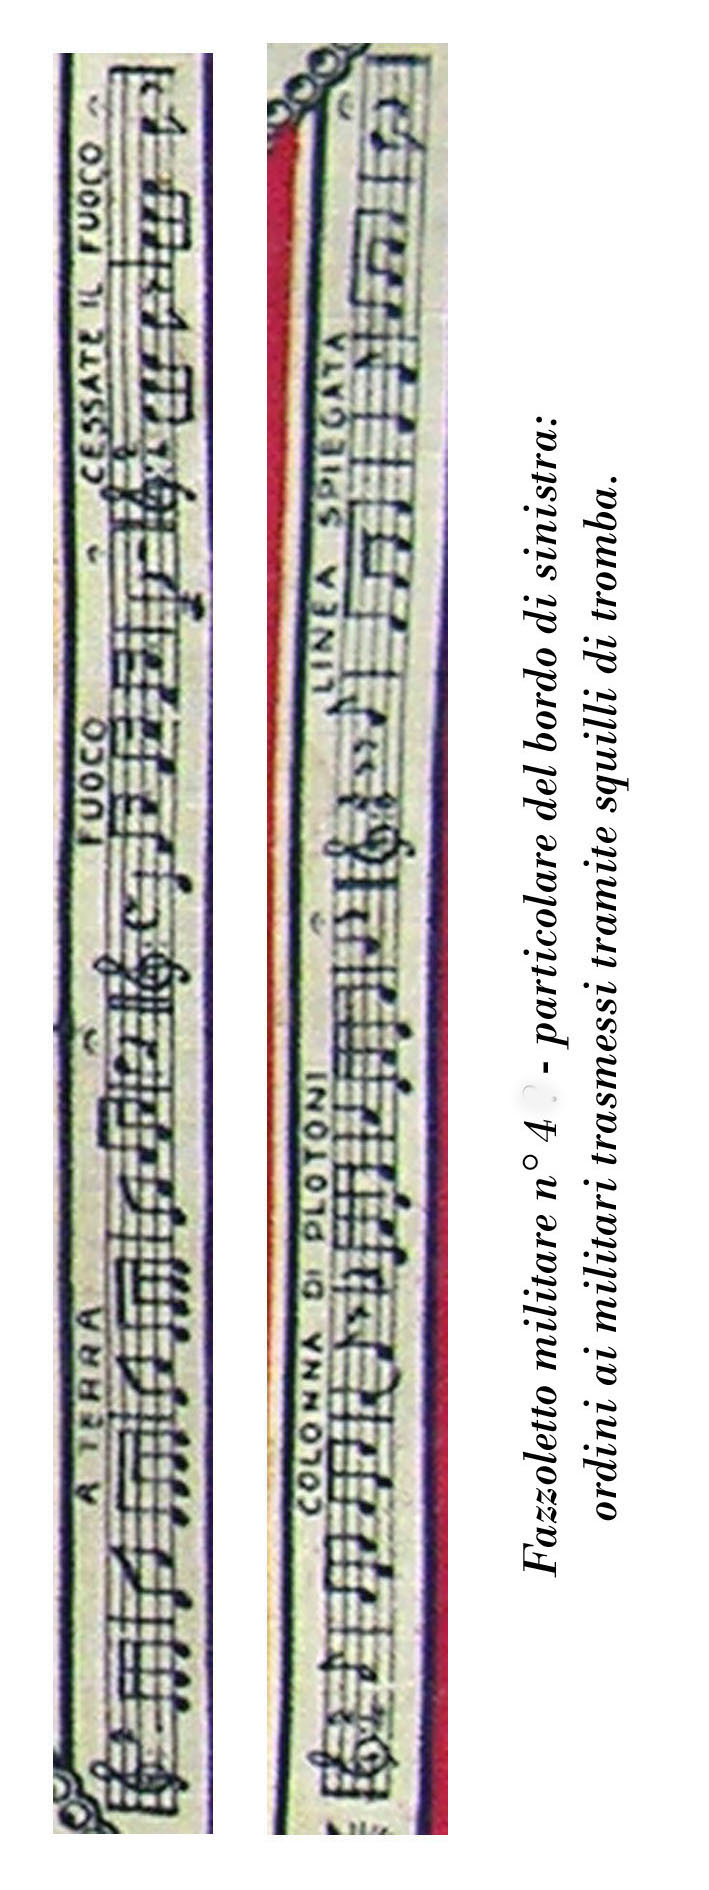 A TERRA
FUOCO
CESSATE IL FUOCO
COLONNA DI PLOTONI
LINEA SPIEGATA
Fazzoletto militare n° 4 - particolare del bordo di sinistra:
ordini ai militari trasmessi tramite squilli di tromba.